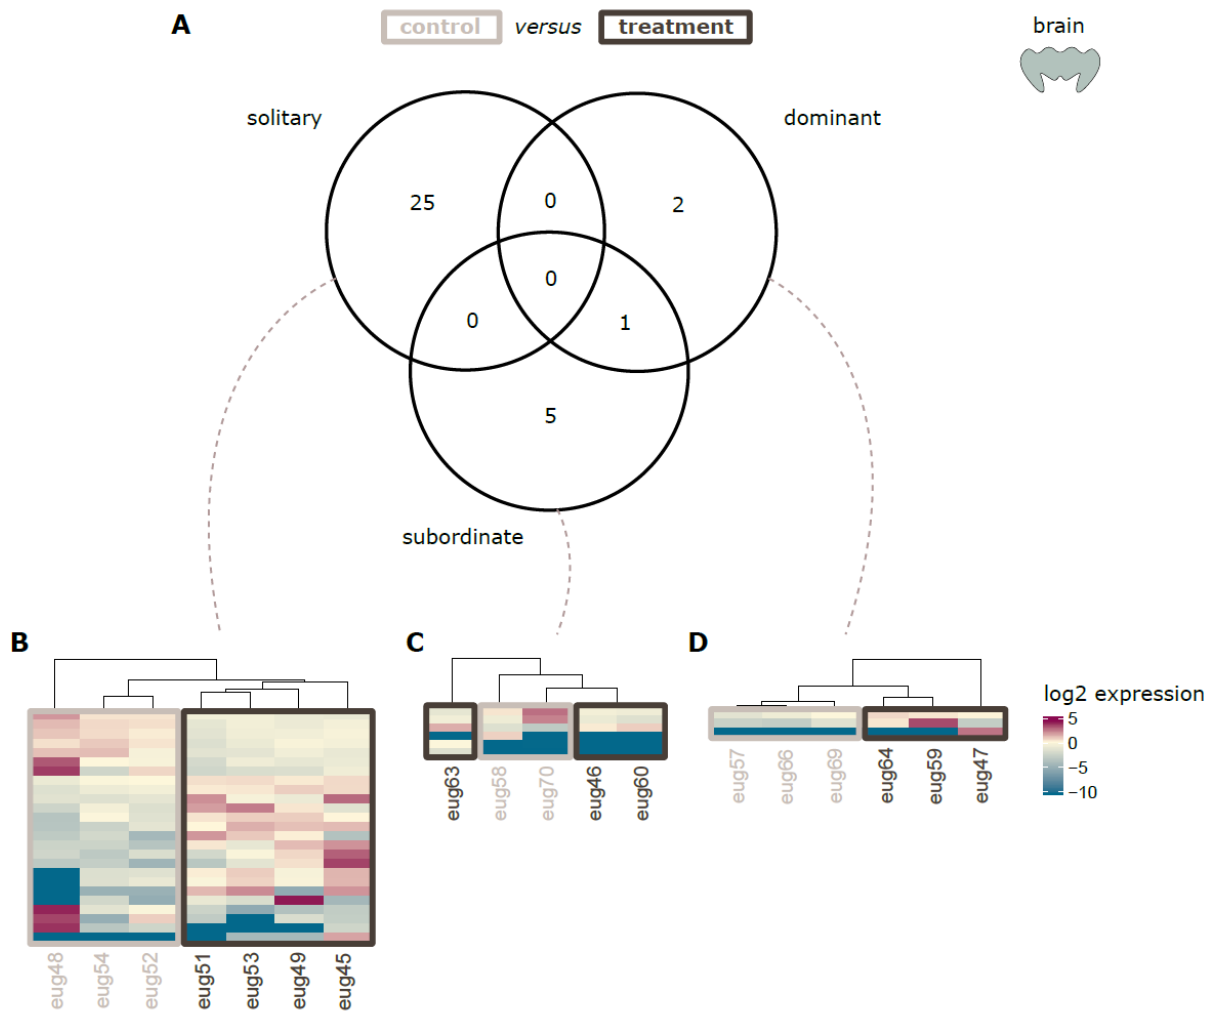 A
control versus treatment
brain
solitary
dominant
25
0
2
0
0
1
5
subordinate
B
C
D
log2 expression
5
0
−5
−10
eug63
eug58
eug70
eug46
eug60
eug57
eug66
eug69
eug64
eug59
eug47
eug48
eug54
eug52
eug51
eug53
eug49
eug45